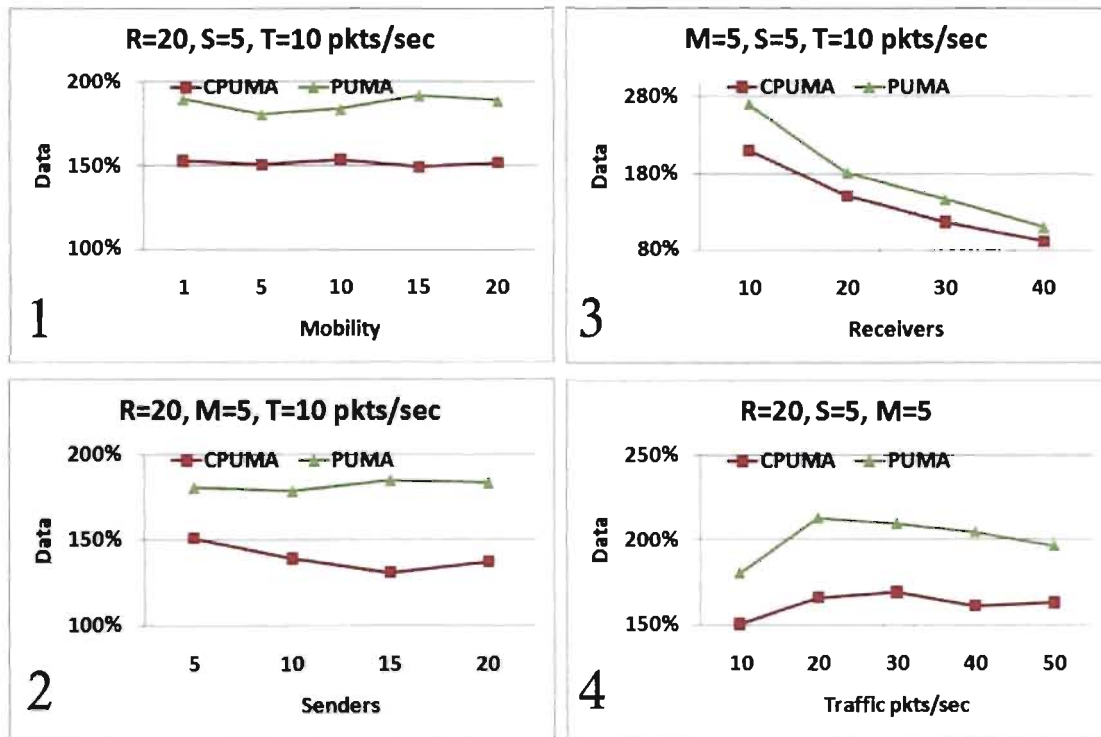 R=20, S=5, T=10 pkts/sec
200%
CPUMA PUMA
150%
100%
Data
1 5 10 15 20
Mobility
1
M=5, S=5, T=10 pkts/sec
280%
CPUMA PUMA
180%
80%
Data
10 20 30 40
Receivers
3
R=20, M=5, T=10 pkts/sec
200%
CPUMA PUMA
150%
100%
Data
5 10 15 20
Senders
2
R=20, S=5, M=5
250%
CPUMA PUMA
200%
150%
Data
10 20 30 40 50
Traffic pkts/sec
4